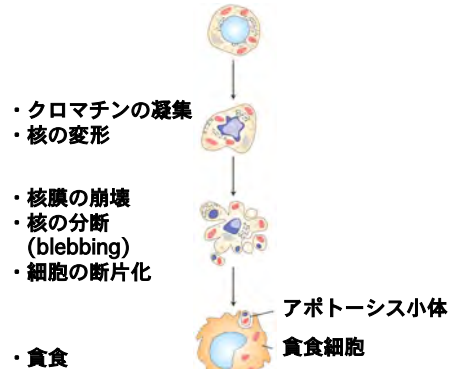 ・クロマチンの凝集
・核の変形
・核膜の崩壊
・核の分断
(blebbing)
・細胞の断片化
アポトーシス小体
貪食細胞
・貪食